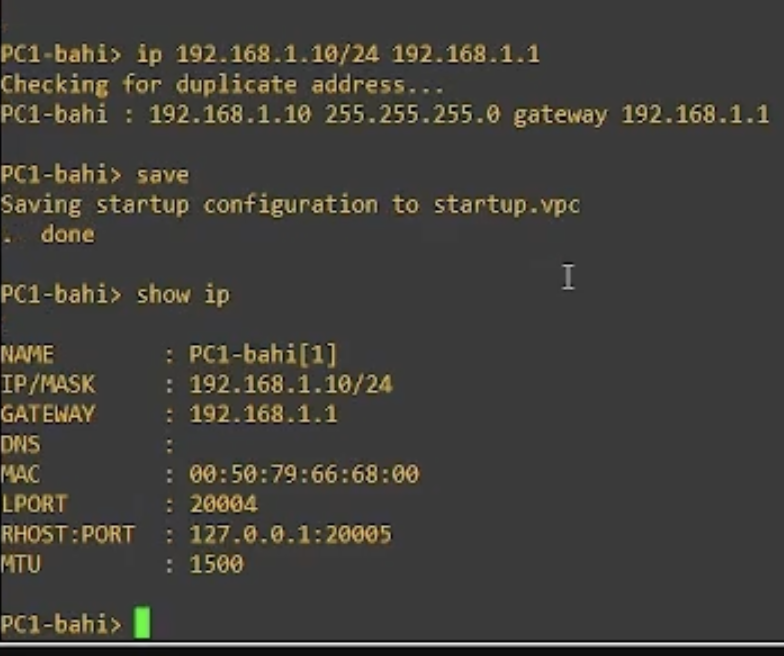 PC1-bahi> ip 192.168.1.10/24 192.168.1.1
Checking for duplicate address...
PC1-bahi : 192.168.1.10 255.255.255.0 gateway 192.168.1.1
PC1-bahi> save
Saving startup configuration to startup.vpc
.  done
PC1-bahi> show ip
NAME        : PC1-bahi[1]
IP/MASK     : 192.168.1.10/24
GATEWAY     : 192.168.1.1
DNS         :
MAC         : 00:50:79:66:68:00
LPORT       : 20004
RHOST:PORT  : 127.0.0.1:20005
MTU         : 1500
PC1-bahi>